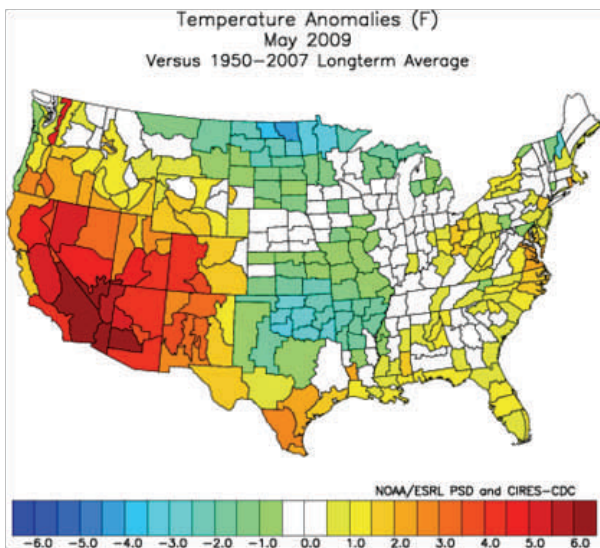 Temperature Anomalies (F)
May 2009
Versus 1950-2007 Longterm Average
NOAA/ESRL PSD and CIRES-CDC
-6.0 -5.0 -4.0 -3.0 -2.0 -1.0 0.0 1.0 2.0 3.0 4.0 5.0 6.0